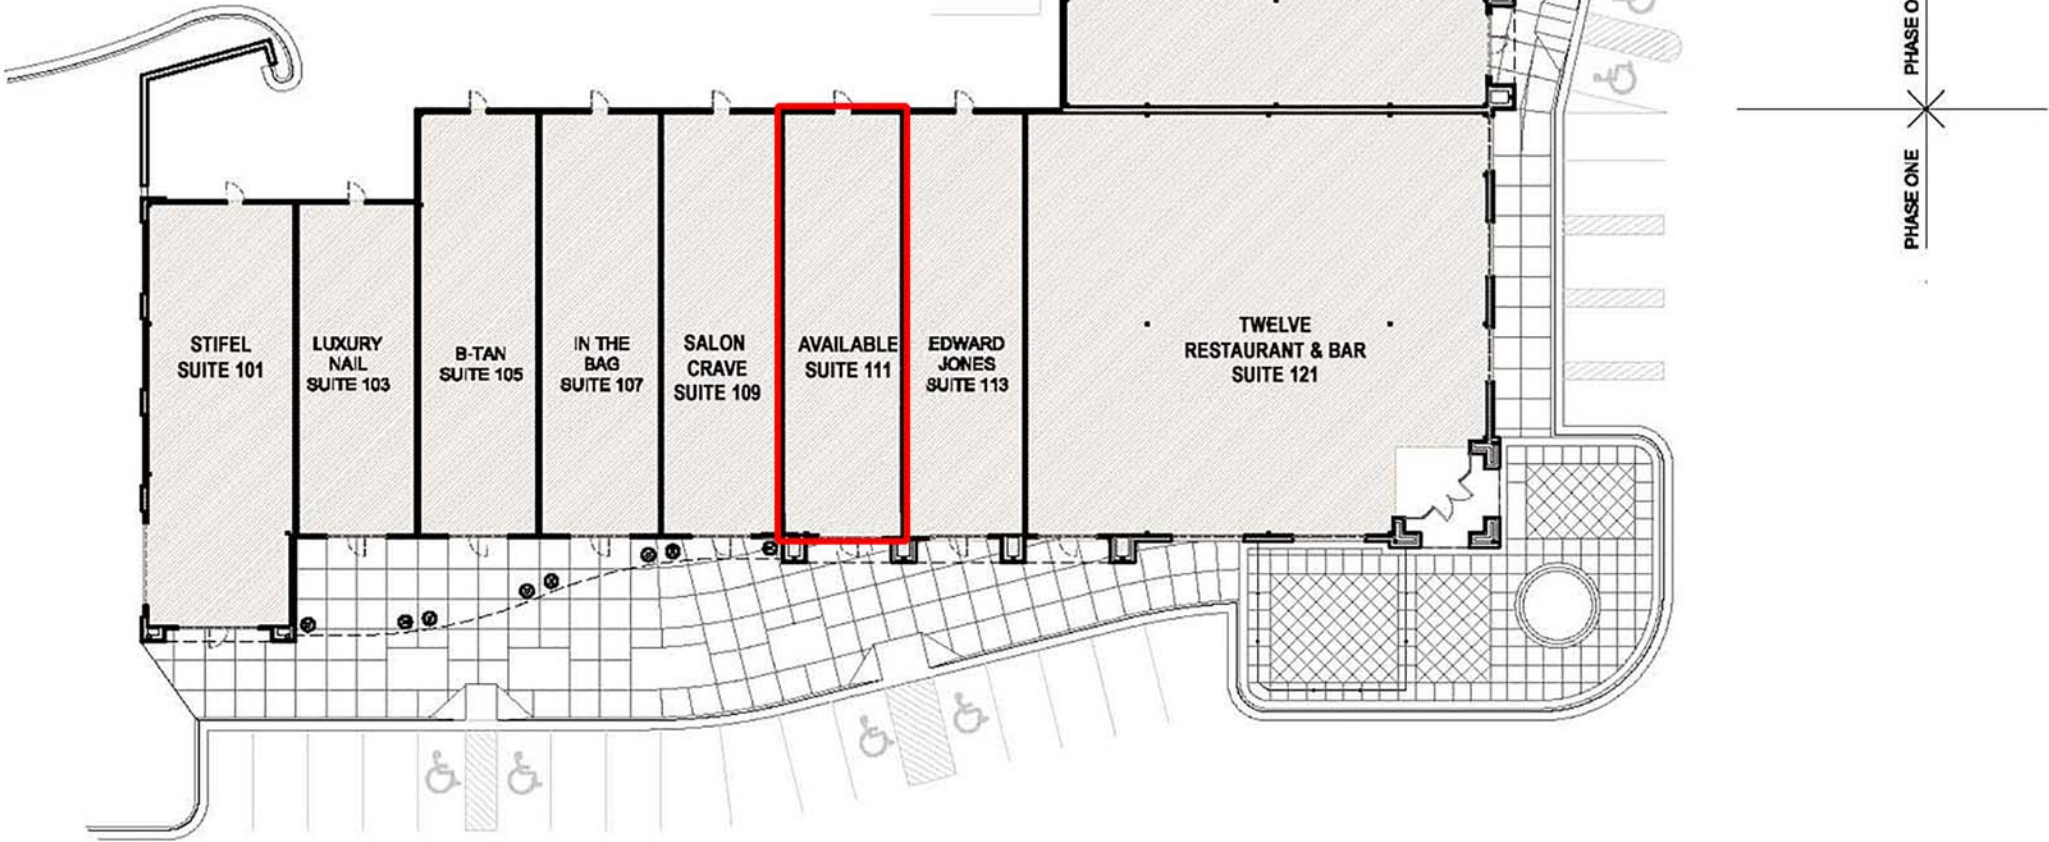 STIFEL
SUITE 101
LUXURY
NAIL
SUITE 103
B-TAN
SUITE 105
IN THE
BAG
SUITE 107
SALON
CRAVE
SUITE 109
AVAILABLE
SUITE 111
EDWARD
JONES
SUITE 113
TWELVE
RESTAURANT & BAR
SUITE 121
PHASE O
PHASE ONE